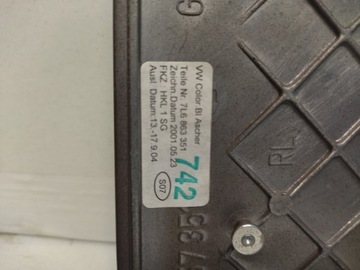 VW Color Bl Ascher
Teile Nr. 7L6 863 351
Zeichn.Datum 2001.05.23
FKZ HKL 1 SG
Ausl. Datum:13.-17.9.04
742
S07
RL
G